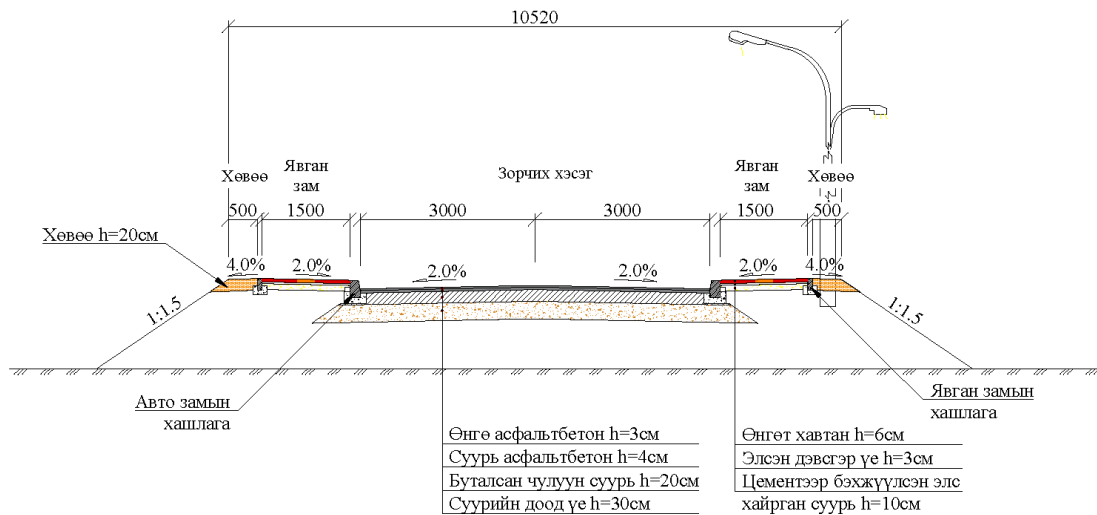 10520
Явган
зам
Хөвөө
Зорчих хэсэг
Явган
зам
Хөвөө
500
1500
3000
3000
1500
500
Хөвөө h=20см
4.0%
2.0%
2.0%
2.0%
2.0%
4.0%
1:1.5
1:1.5
Авто замын
хашлага
Явган замын
хашлага
Өнгө асфальтбетон h=3см
Суурь асфальтбетон h=4см
Буталсан чулуун суурь h=20см
Суурийн доод үе h=30см
Өнгөт хавтан h=6см
Элсэн дэвсгэр үе h=3см
Цементээр бэхжүүлсэн элс
хайрган суурь h=10см